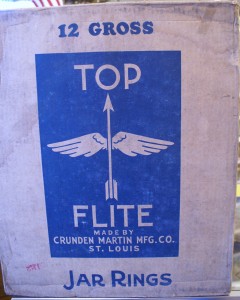 12 GROSS
TOP
FLITE
MADE BY
CRUNDEN MARTIN MFG. CO.
ST. LOUIS
JAR RINGS